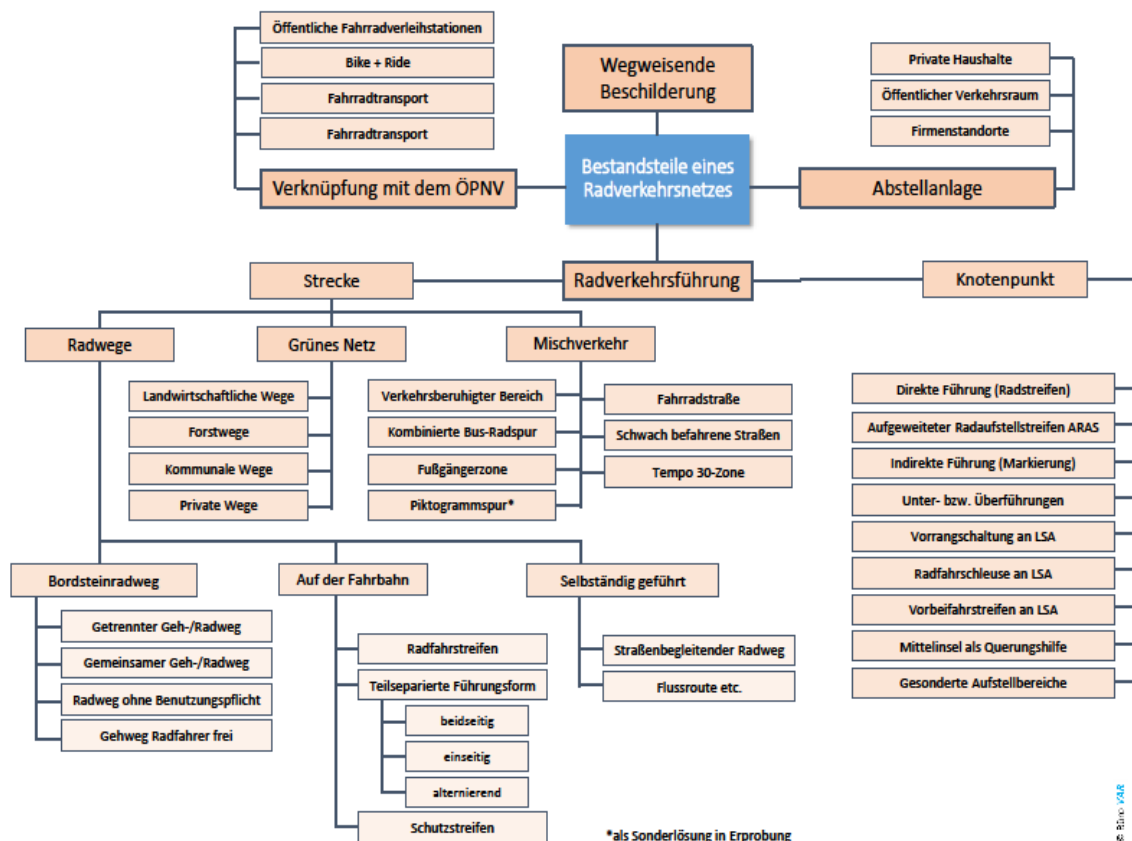 Öffentliche Fahrradverleihstationen
Bike + Ride
Fahrradtransport
Fahrradtransport
Verknüpfung mit dem ÖPNV
Wegweisende
Beschilderung
Bestandteile eines
Radverkehrsnetzes
Private Haushalte
Öffentlicher Verkehrsraum
Firmenstandorte
Abstellanlage
Strecke
Radverkehrsführung
Knotenpunkt
Radwege
Grünes Netz
Mischverkehr
Landwirtschaftliche Wege
Forstwege
Kommunale Wege
Private Wege
Verkehrsberuhigter Bereich
Kombinierte Bus-Radspur
Fußgängerzone
Piktogrammspur*
Fahrradstraße
Schwach befahrene Straßen
Tempo 30-Zone
Direkte Führung (Radstreifen)
Aufgeweiteter Radaufstellstreifen ARAS
Indirekte Führung (Markierung)
Unter- bzw. Überführungen
Vorrangschaltung an LSA
Radfahrschleuse an LSA
Vorbeifahrstreifen an LSA
Mittelinsel als Querungshilfe
Gesonderte Aufstellbereiche
Bordsteinradweg
Auf der Fahrbahn
Selbständig geführt
Getrennter Geh-/Radweg
Gemeinsamer Geh-/Radweg
Radweg ohne Benutzungspflicht
Gehweg Radfahrer frei
Radfahrstreifen
Teilseparierte Führungsform
beidseitig
einseitig
alternierend
Schutzstreifen
Straßenbegleitender Radweg
Flussroute etc.
*als Sonderlösung in Erprobung
© Büro VAR